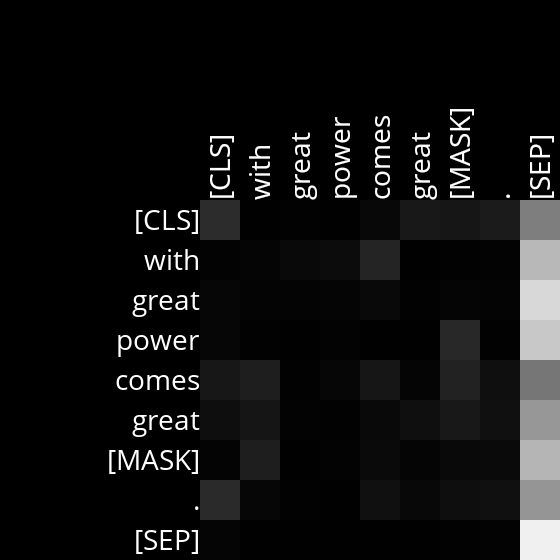 [CLS] with great power comes great [MASK] . [SEP]
[CLS]
with
great
power
comes
great
[MASK]
.
[SEP]